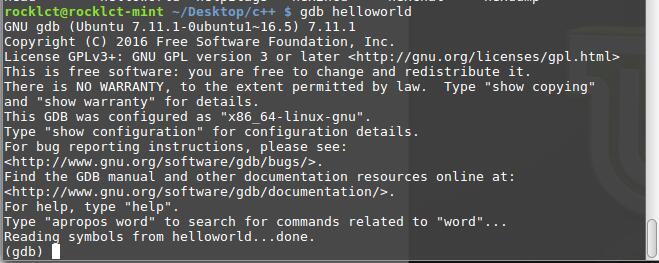 rocklct@rocklct-mint ~/Desktop/c++ $ gdb helloworld
GNU gdb (Ubuntu 7.11.1-0ubuntu1~16.5) 7.11.1
Copyright (C) 2016 Free Software Foundation, Inc.
License GPLv3+: GNU GPL version 3 or later <http://gnu.org/licenses/gpl.html>
This is free software: you are free to change and redistribute it.
There is NO WARRANTY, to the extent permitted by law.  Type "show copying"
and "show warranty" for details.
This GDB was configured as "x86_64-linux-gnu".
Type "show configuration" for configuration details.
For bug reporting instructions, please see:
<http://www.gnu.org/software/gdb/bugs/>.
Find the GDB manual and other documentation resources online at:
<http://www.gnu.org/software/gdb/documentation/>.
For help, type "help".
Type "apropos word" to search for commands related to "word"...
Reading symbols from helloworld...done.
(gdb)